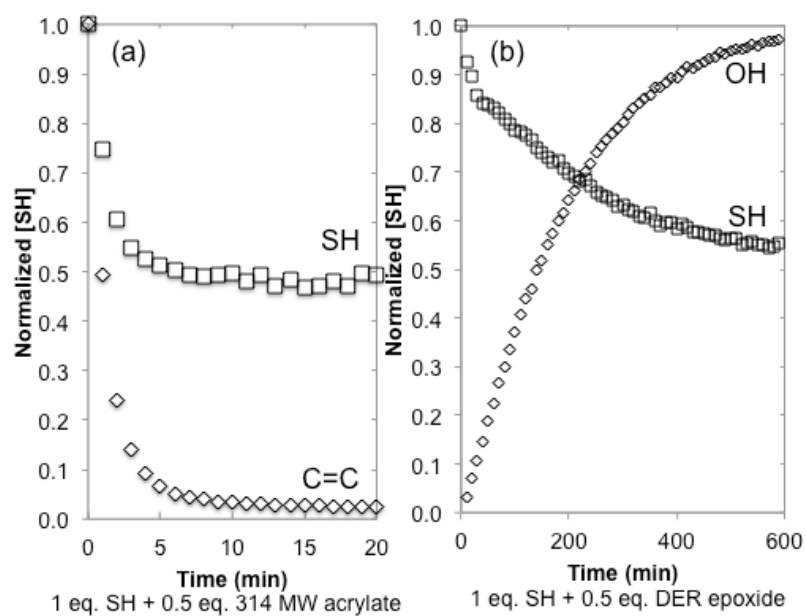 (a)
Normalized [SH]
1.0
0.9
0.8
0.7
0.6
0.5
0.4
0.3
0.2
0.1
0.0
SH
C=C
0
5
10
15
20
Time (min)
1 eq. SH + 0.5 eq. 314 MW acrylate
(b)
Normalized [SH]
1.0
0.9
0.8
0.7
0.6
0.5
0.4
0.3
0.2
0.1
0.0
OH
SH
0
200
400
600
Time (min)
1 eq. SH + 0.5 eq. DER epoxide